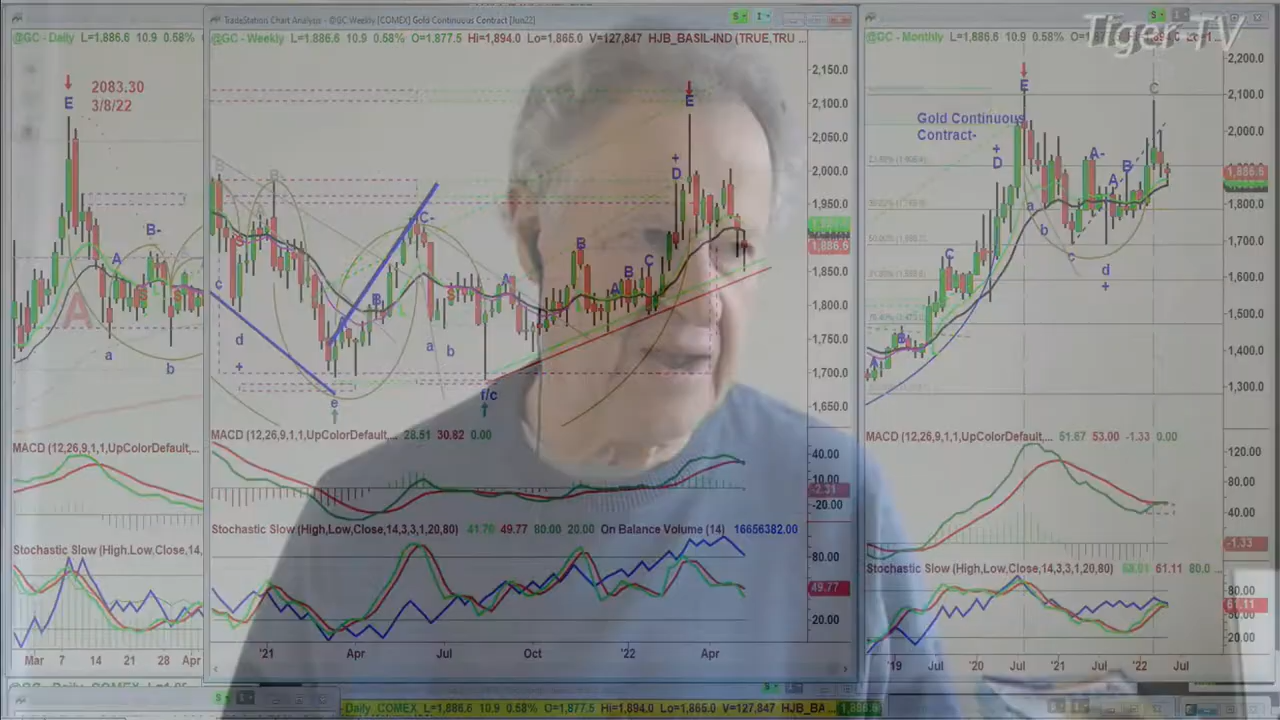 TradeStation Chart Analysis - @GC Weekly [COMEX] Gold Continuous Contract [Jun22]
Tiger TV
@GC - Daily L=1,886.6 10.9 0.58%
@GC - Weekly L=1,886.6 10.9 0.58% O=1,877.5 Hi=1,894.0 Lo=1,865.0 V=127,847 HJB_BASIL-IND (TRUE,TRU ...
@GC - Monthly L=1,886.6 10.9 0.58%
2083.30
3/8/22
E
B-
A
A
a
b
B
B
c
d
+
e
B
C-
a
b
A
f/c
B
A
B
C
+
D
E
2,150.0
2,100.0
2,050.0
2,000.0
1,950.0
1,886.6
1,850.0
1,800.0
1,750.0
1,700.0
1,650.0
Gold Continuous
Contract-
A
B
C
+
D
E
a
b
c
A-
A
B
d
+
C
2,200.0
2,100.0
2,000.0
1,886.6
1,800.0
1,700.0
1,600.0
1,500.0
1,400.0
1,300.0
MACD (12,26,9,1,1,UpColorDefault,...
MACD (12,26,9,1,1,UpColorDefault,... 28.51 30.82 0.00
40.00
10.00
-2.31
-20.00
MACD (12,26,9,1,1,UpColorDefault,... 51.67 53.00 -1.33 0.00
120.00
80.00
40.00
-1.33
Stochastic Slow (High,Low,Close,14,
Stochastic Slow (High,Low,Close,14,3,3,1,20,80) 41.70 49.77 80.00 20.00 On Balance Volume (14) 16656382.00
80.00
49.77
20.00
Stochastic Slow (High,Low,Close,14,3,3,1,20,80) 61.11 80.0 ...
80.00
61.11
20.00
Mar 7 14 21 28 Apr
'21 Apr Jul Oct '22 Apr
'19 Jul '20 Jul '21 Jul '22 Jul
Daily COMEX L=1,886.6 10.9 0.58% O=1,877.5 Hi=1,894.0 Lo=1,865.0 V=127,847 HJB_BA... 1,886.6